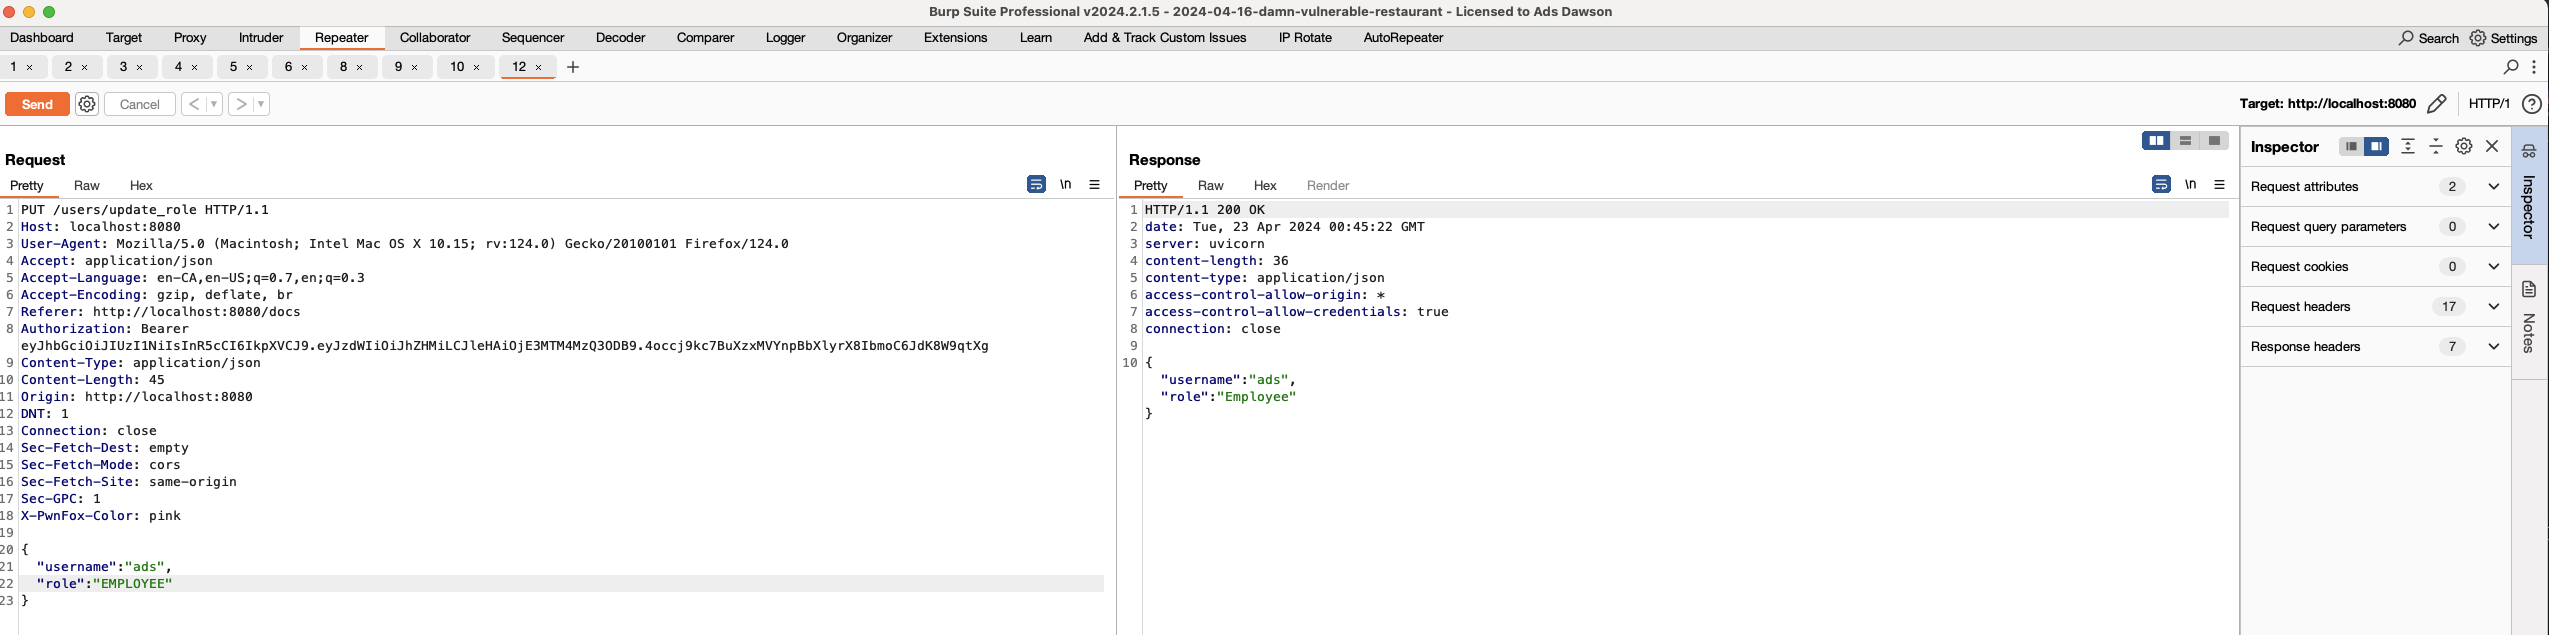 Burp Suite Professional v2024.2.1.5 - 2024-04-16-damn-vulnerable-restaurant - Licensed to Ads Dawson
Dashboard Target Proxy Intruder Repeater Collaborator Sequencer Decoder Comparer Logger Organizer Extensions Learn Add & Track Custom Issues IP Rotate AutoRepeater Search Settings
1 × 2 × 3 × 4 × 5 × 6 × 8 × 9 × 10 × 12 × +
Send Cancel < > Target: http://localhost:8080 HTTP/1 ?
Request
Pretty Raw Hex \n
1 PUT /users/update_role HTTP/1.1
2 Host: localhost:8080
3 User-Agent: Mozilla/5.0 (Macintosh; Intel Mac OS X 10.15; rv:124.0) Gecko/20100101 Firefox/124.0
4 Accept: application/json
5 Accept-Language: en-CA,en-US;q=0.7,en;q=0.3
6 Accept-Encoding: gzip, deflate, br
7 Referer: http://localhost:8080/docs
8 Authorization: Bearer
eyJhbGciOiJIUzI1NiIsInR5cCI6IkpXVCJ9.eyJzdWIiOiJhZHMiLCJleHAiOjE3MTM4MzQ3ODB9.4occj9kc7BuXzxMVYnpBbXlyrX8IbmoC6JdK8W9qtXg
9 Content-Type: application/json
10 Content-Length: 45
11 Origin: http://localhost:8080
12 DNT: 1
13 Connection: close
14 Sec-Fetch-Dest: empty
15 Sec-Fetch-Mode: cors
16 Sec-Fetch-Site: same-origin
17 Sec-GPC: 1
18 X-PwnFox-Color: pink
19
20 {
21 "username":"ads",
22 "role":"EMPLOYEE"
23 }
Response
Pretty Raw Hex Render \n
1 HTTP/1.1 200 OK
2 date: Tue, 23 Apr 2024 00:45:22 GMT
3 server: uvicorn
4 content-length: 36
5 content-type: application/json
6 access-control-allow-origin: *
7 access-control-allow-credentials: true
8 connection: close
9
10 {
"username":"ads",
"role":"Employee"
}
Inspector
Request attributes 2
Request query parameters 0
Request cookies 0
Request headers 17
Response headers 7
Inspector
Notes